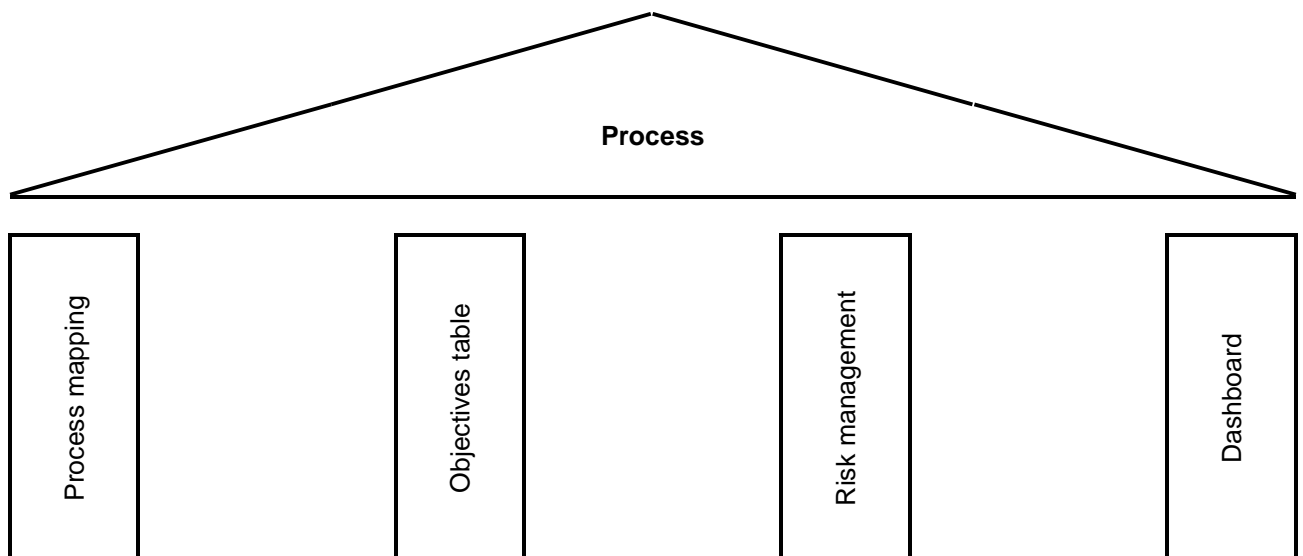 Process
Process mapping
Objectives table
Risk management
Dashboard